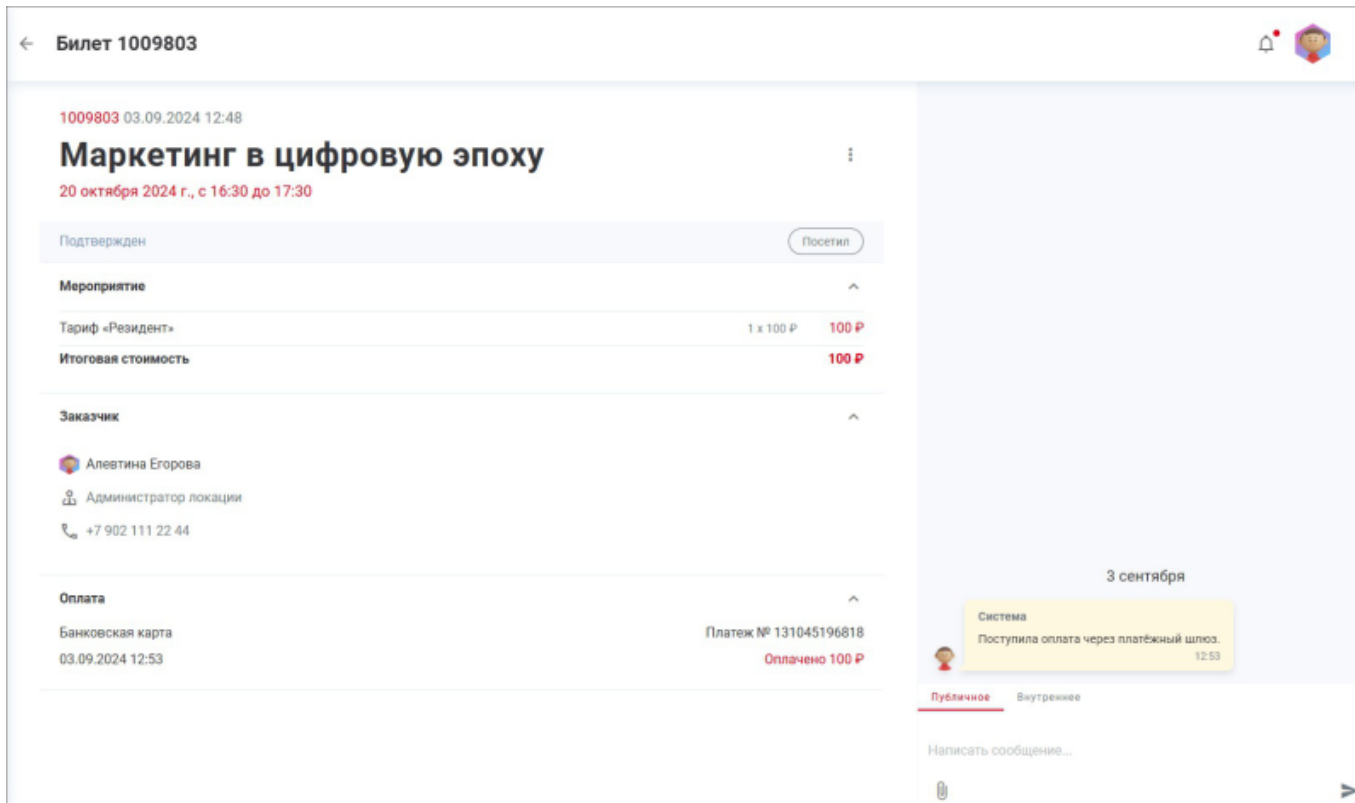 Билет 1009803
1009803 03.09.2024 12:48
Маркетинг в цифровую эпоху
20 октября 2024 г., с 16:30 до 17:30
Подтвержден
Посетил
Мероприятие
Тариф «Резидент» 1 x 100 ₽ 100 ₽
Итоговая стоимость 100 ₽
Заказчик
Алевтина Егорова
Администратор локации
+7 902 111 22 44
Оплата
Банковская карта Платеж № 131045196818
03.09.2024 12:53 Оплачено 100 ₽
3 сентября
Система
Поступила оплата через платёжный шлюз.
12:53
Публичное Внутреннее
Написать сообщение...